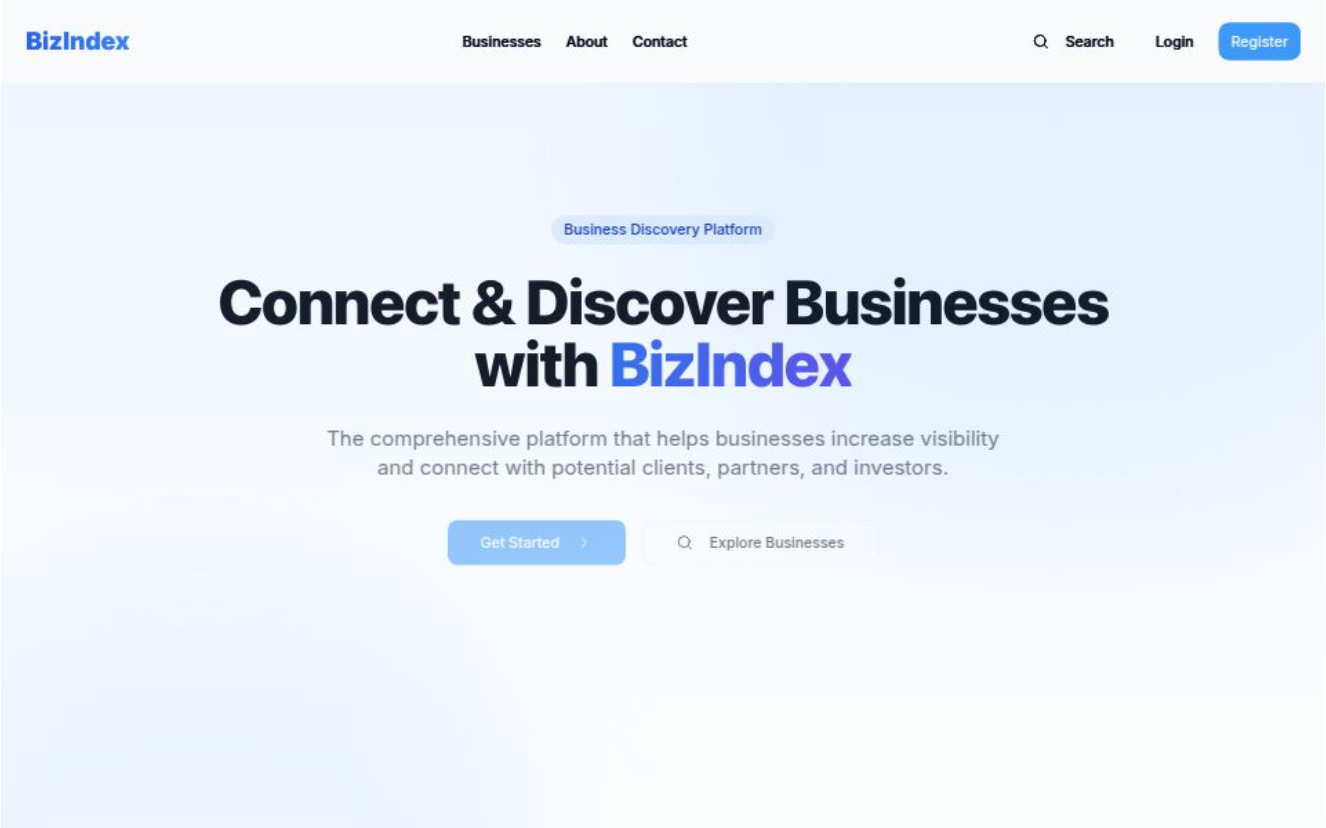 BizIndex
Businesses About Contact
Search Login Register
Business Discovery Platform
Connect & Discover Businesses
with BizIndex
The comprehensive platform that helps businesses increase visibility
and connect with potential clients, partners, and investors.
Get Started
Explore Businesses